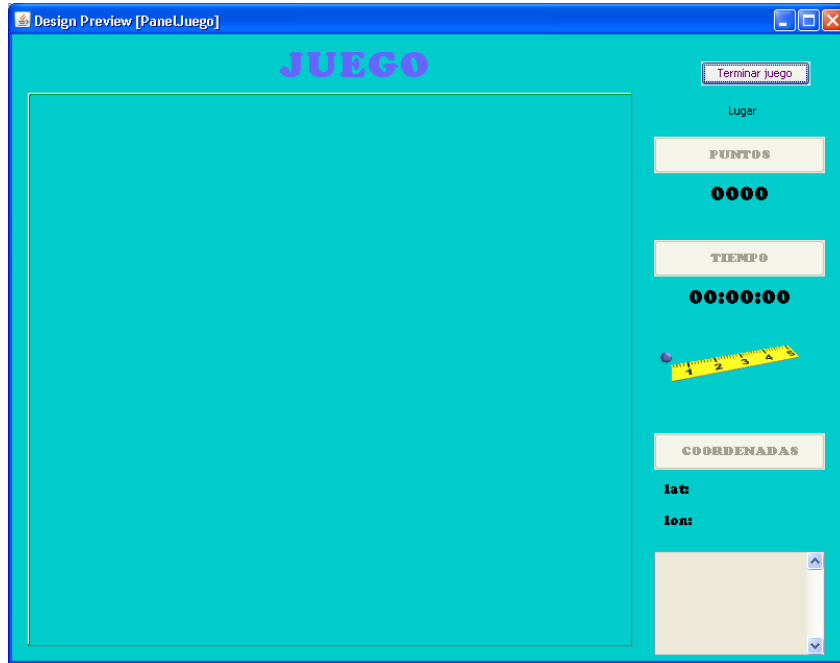 Design Preview [PanelJuego]
JUEGO
Terminar juego
Lugar
PUNTOS
0000
TIEMPO
00:00:00
1 2 3 4 5
COORDENADAS
lat:
lon: